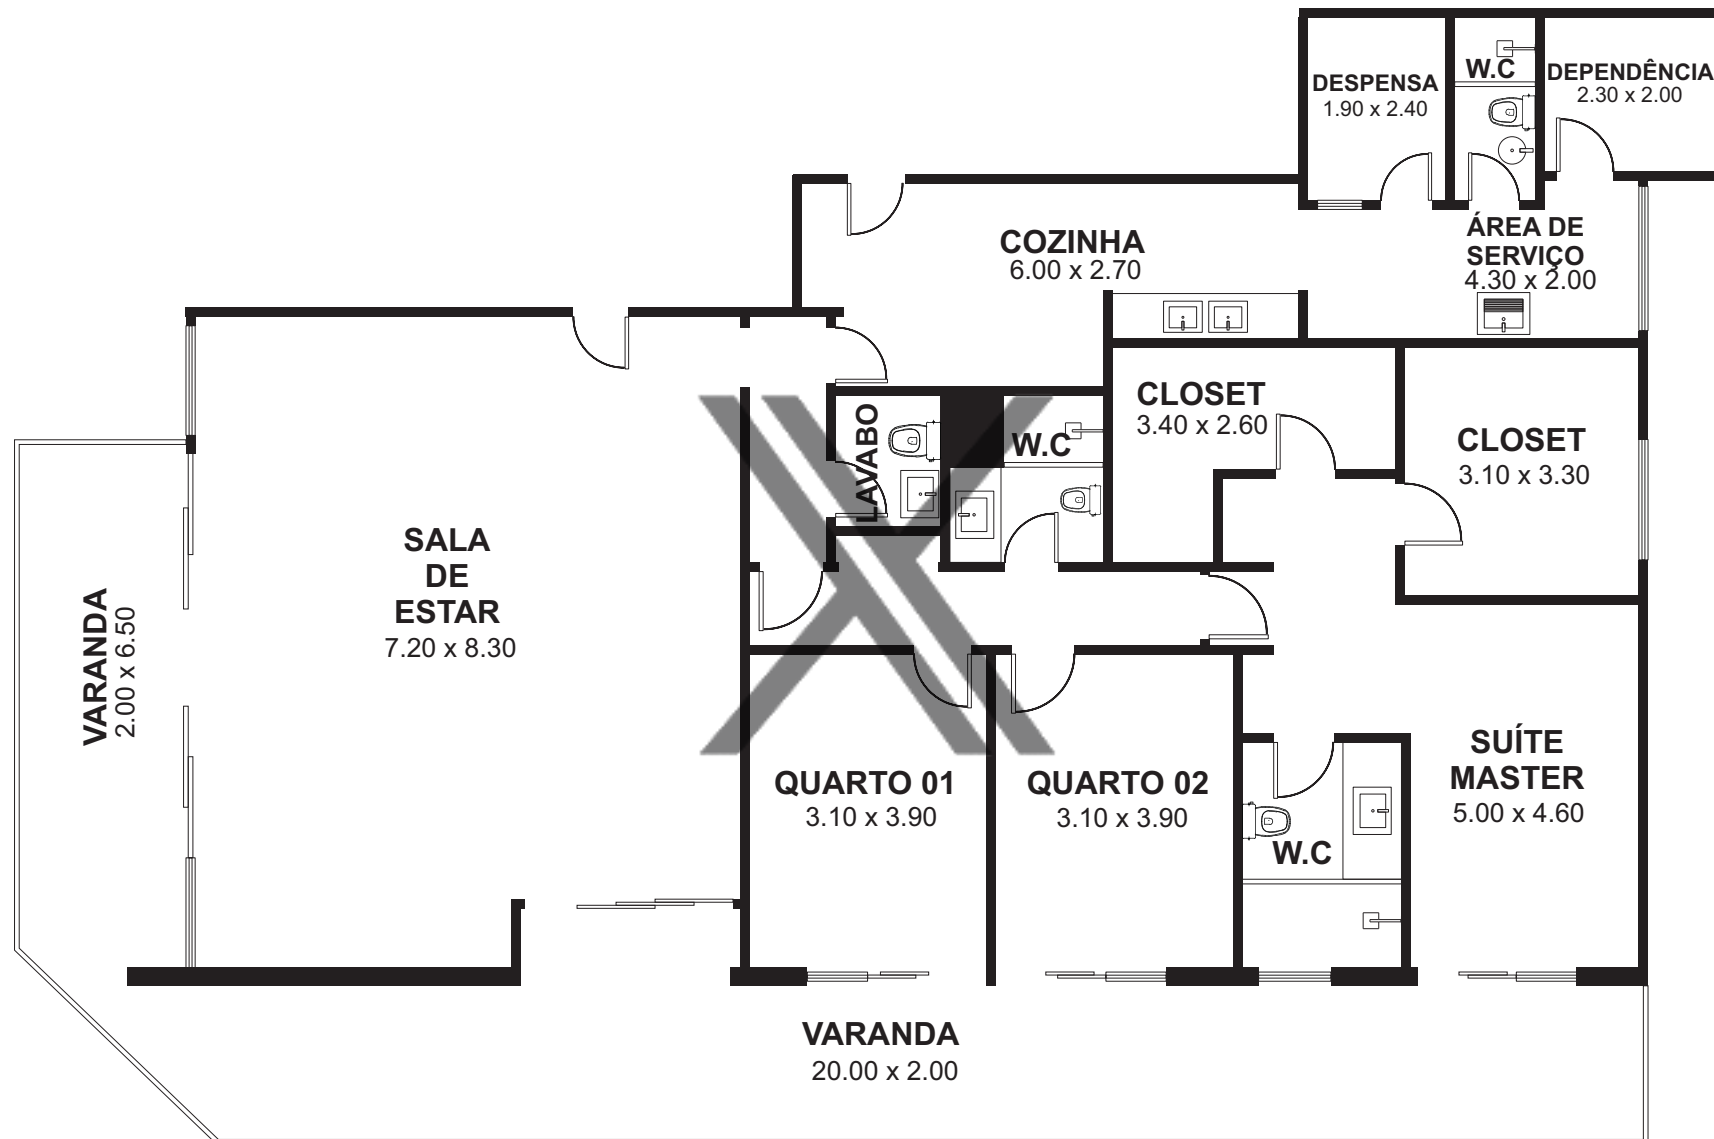 DESPENSA
1.90 x 2.40
W.C
DEPENDÊNCIA
2.30 x 2.00
COZINHA
6.00 x 2.70
ÁREA DE
SERVIÇO
4.30 x 2.00
LAVABO
W.C
CLOSET
3.40 x 2.60
CLOSET
3.10 x 3.30
SALA
DE
ESTAR
7.20 x 8.30
VARANDA
2.00 x 6.50
QUARTO 01
3.10 x 3.90
QUARTO 02
3.10 x 3.90
W.C
SUÍTE
MASTER
5.00 x 4.60
VARANDA
20.00 x 2.00